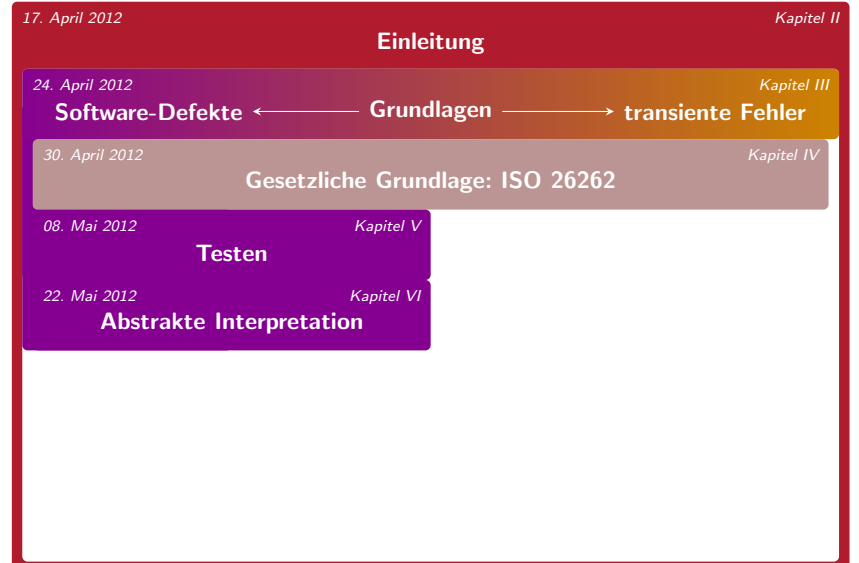 17. April 2012 Kapitel II
Einleitung
24. April 2012 Kapitel III
Software-Defekte Grundlagen transiente Fehler
30. April 2012 Kapitel IV
Gesetzliche Grundlage: ISO 26262
08. Mai 2012 Kapitel V
Testen
22. Mai 2012 Kapitel VI
Abstrakte Interpretation